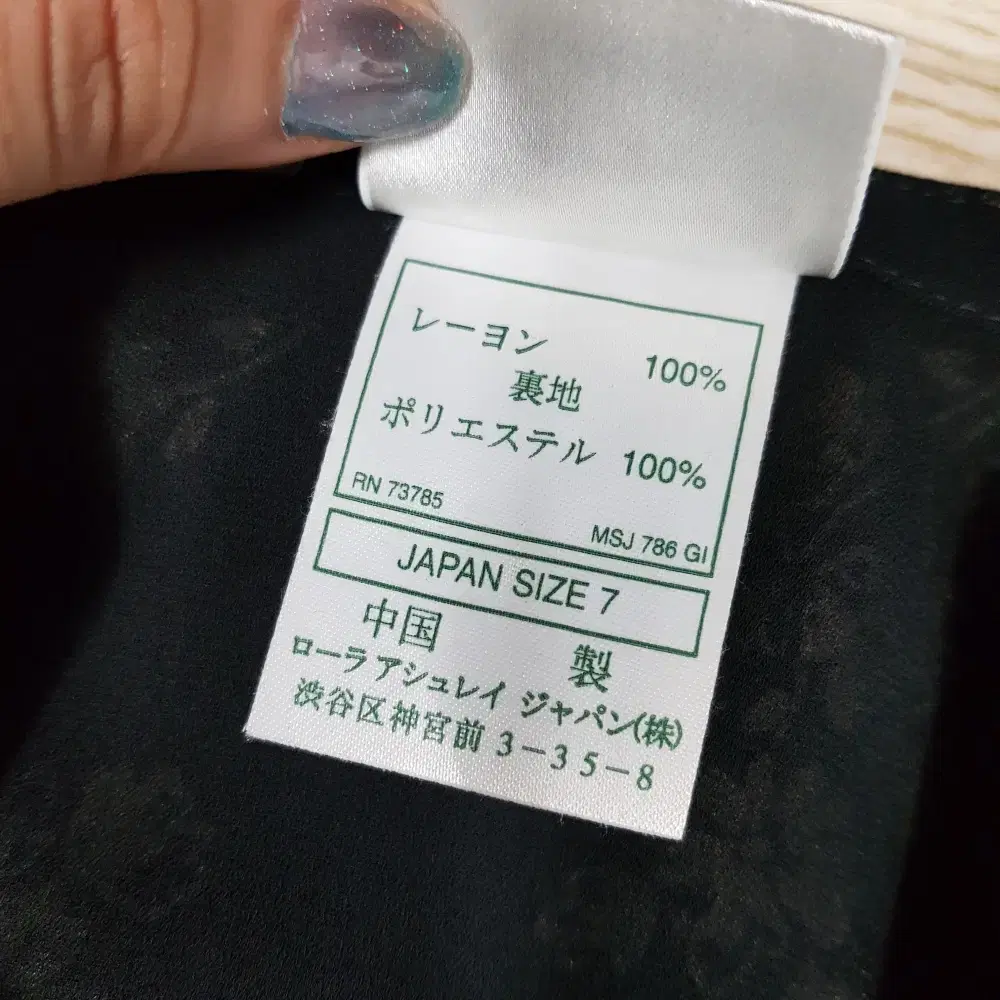 レーヨン 100%
裏地
ポリエステル 100%
RN 73785 MSJ 786 GI
JAPAN SIZE 7
中国 製
ローラ アシュレイ ジャパン(株)
渋谷区神宮前 3-35-8